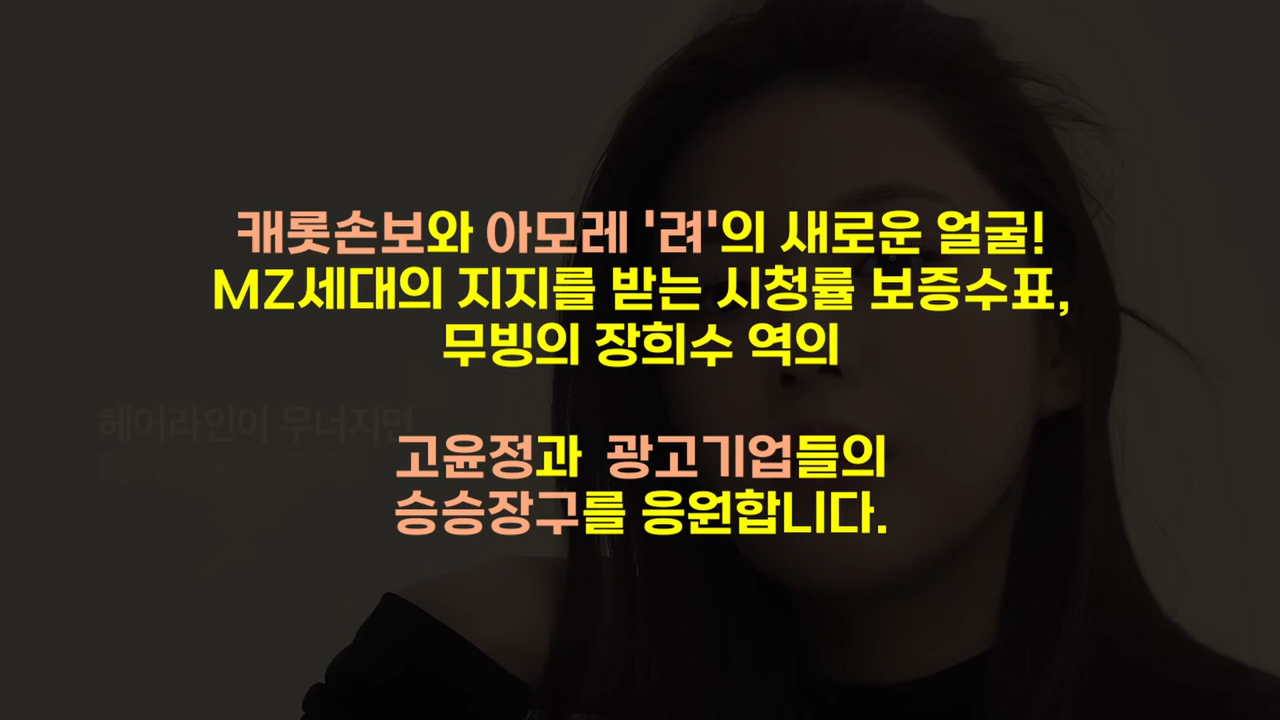 캐롯손보와 아모레 '려'의 새로운 얼굴!
MZ세대의 지지를 받는 시청률 보증수표,
무빙의 장희수 역의
헤어라인이 무너지면
고윤정과 광고기업들의
승승장구를 응원합니다.